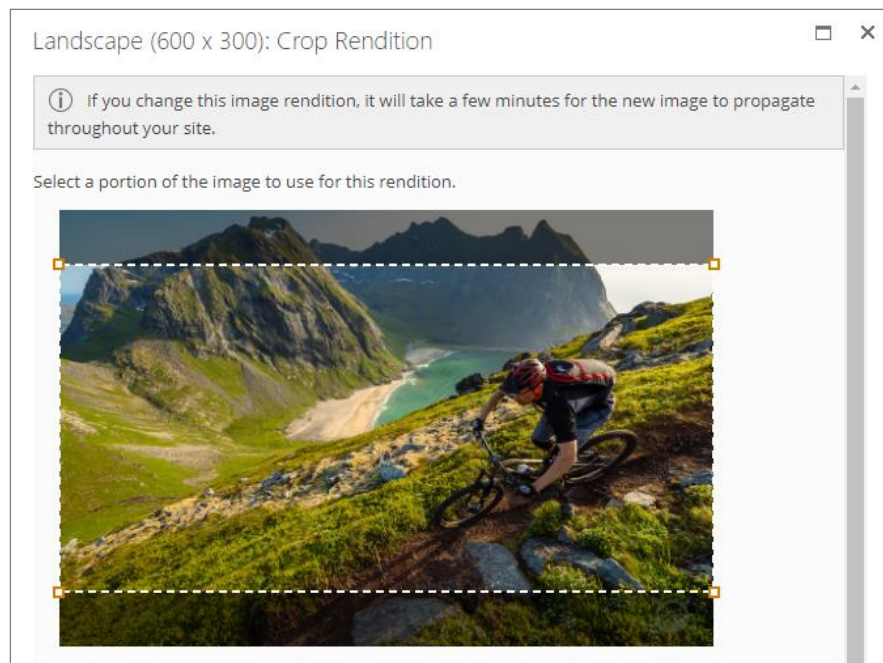 Landscape (600 x 300): Crop Rendition
If you change this image rendition, it will take a few minutes for the new image to propagate
throughout your site.
Select a portion of the image to use for this rendition.